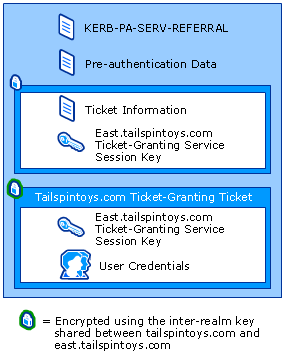 KERB-PA-SERV-REFERRAL
Pre-authentication Data
Ticket Information
East.tailspintoys.com
Ticket-Granting Service
Session Key
Tailspintoys.com Ticket-Granting Ticket
East.tailspintoys.com
Ticket-Granting Service
Session Key
User Credentials
= Encrypted using the inter-realm key
shared between tailspintoys.com and
east.tailspintoys.com